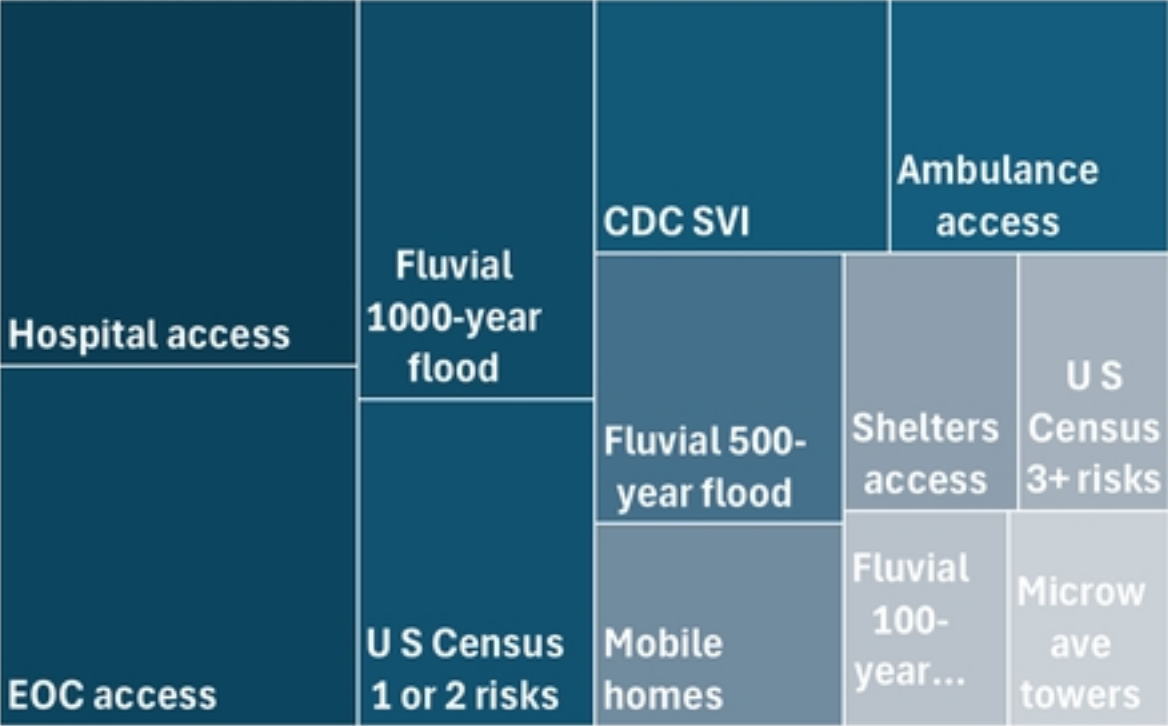 Hospital access
EOC access
Fluvial
1000-year
flood
U S Census
1 or 2 risks
CDC SVI
Ambulance
access
Fluvial 500-
year flood
Mobile
homes
Shelters
access
U S
Census
3+ risks
Fluvial
100-
year...
Microw
ave
towers